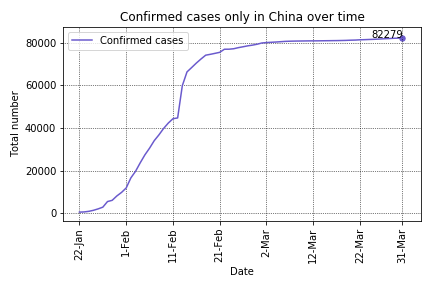 Confirmed cases only in China over time
Confirmed cases
82279
80000
60000
40000
20000
0
Total number
22-Jan
1-Feb
11-Feb
21-Feb
2-Mar
12-Mar
22-Mar
31-Mar
Date